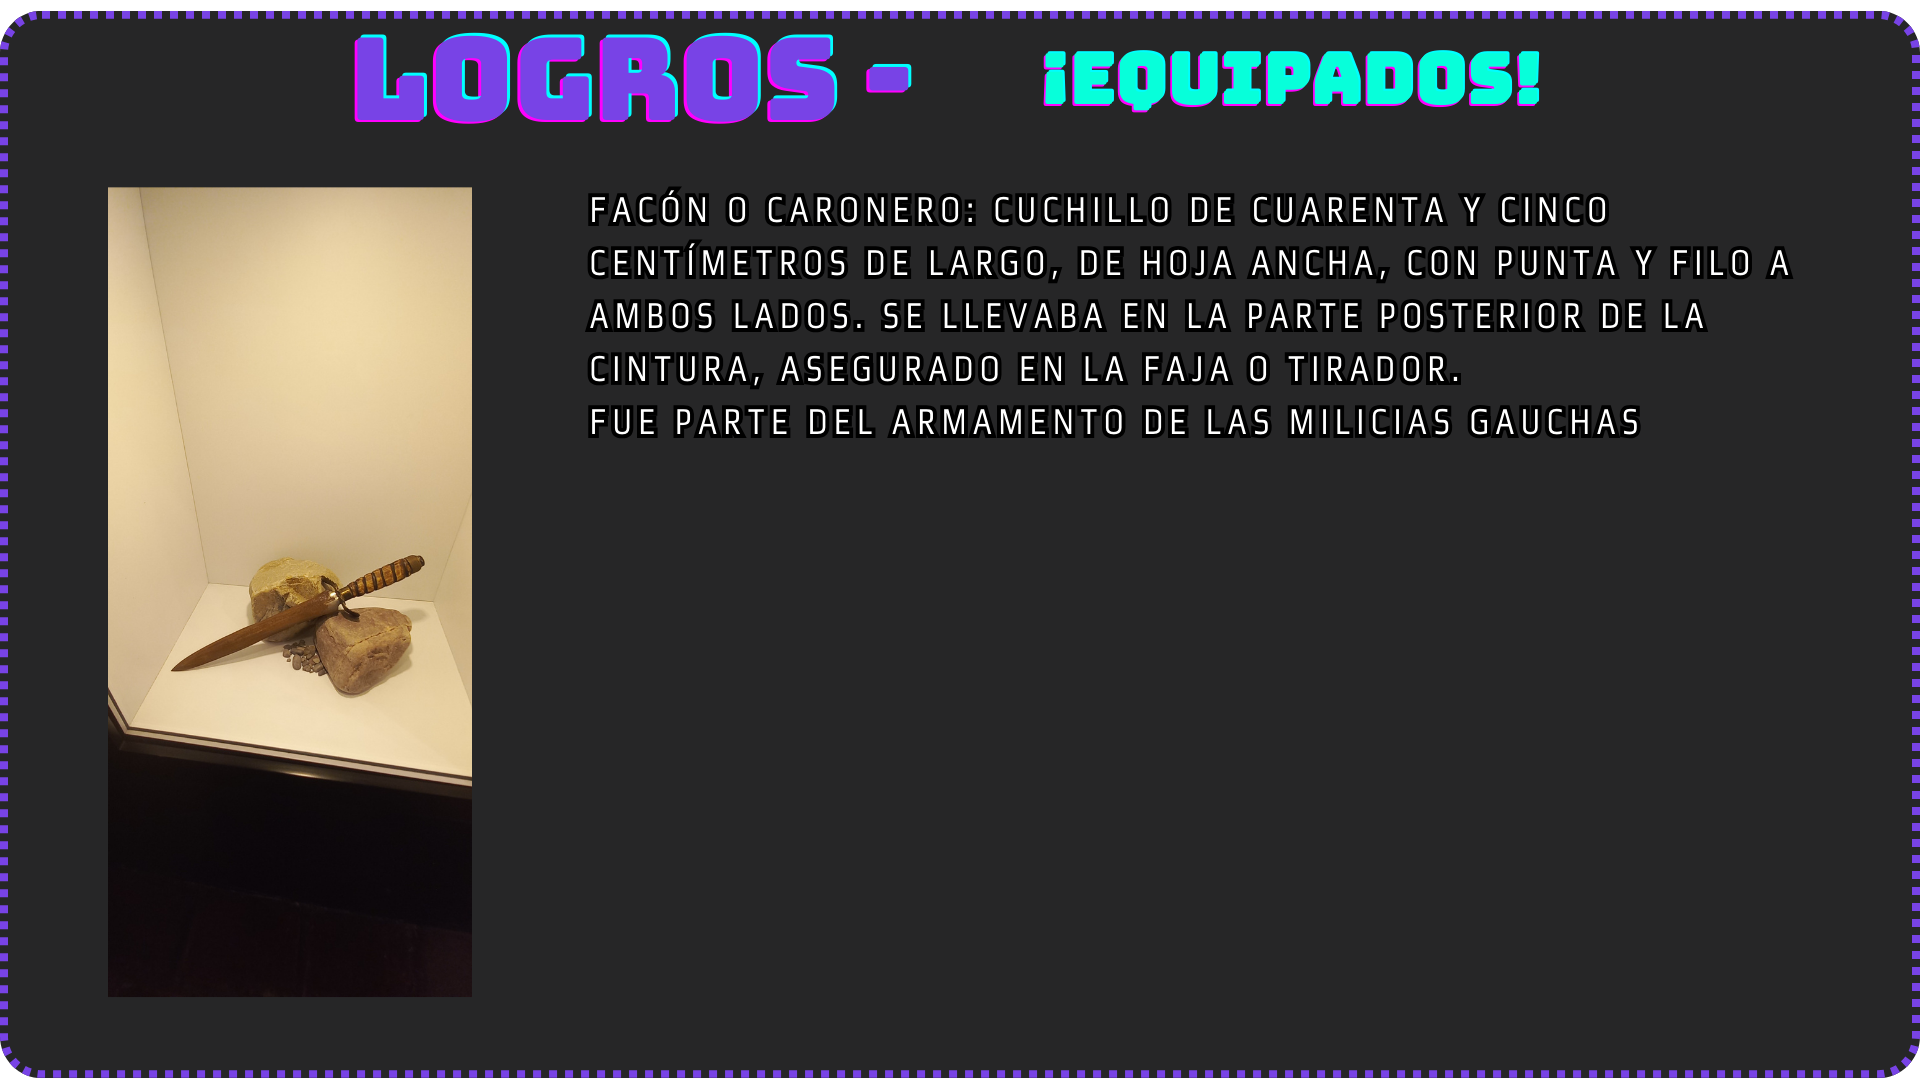 LOGROS - ¡EQUIPADOS!
FACÓN O CARONERO: CUCHILLO DE CUARENTA Y CINCO
CENTÍMETROS DE LARGO, DE HOJA ANCHA, CON PUNTA Y FILO A
AMBOS LADOS. SE LLEVABA EN LA PARTE POSTERIOR DE LA
CINTURA, ASEGURADO EN LA FAJA O TIRADOR.
FUE PARTE DEL ARMAMENTO DE LAS MILICIAS GAUCHAS